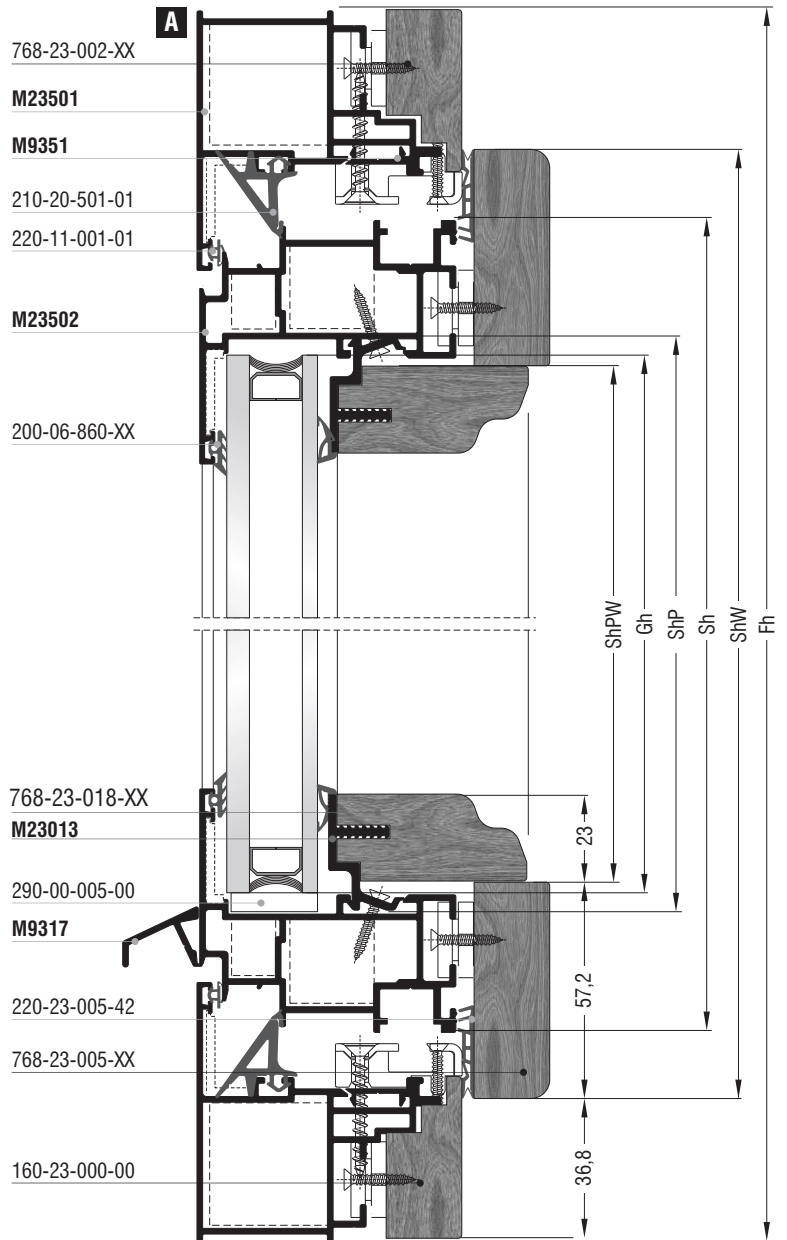 A
768-23-002-XX
M23501
M9351
210-20-501-01
220-11-001-01
M23502
200-06-860-XX
ShPW
Gh
ShP
Sh
ShW
Fh
768-23-018-XX
M23013
290-00-005-00
M9317
220-23-005-42
768-23-005-XX
160-23-000-00
23
57,2
36,8